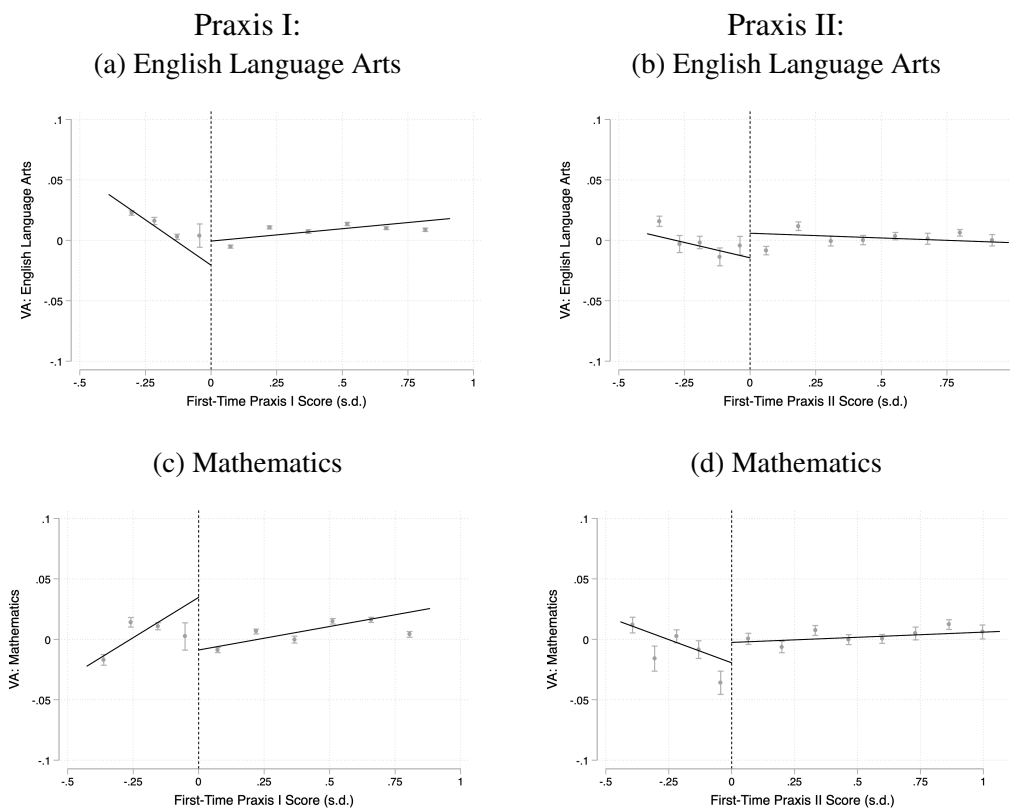 Praxis I:
Praxis II:
(a) English Language Arts
(b) English Language Arts
.1
.05
0
-.05
-.1
VA: English Language Arts
-.5 -.25 0 .25 .5 .75 1
First-Time Praxis I Score (s.d.)
.1
.05
0
-.05
-.1
VA: English Language Arts
-.5 -.25 0 .25 .5 .75 1
First-Time Praxis II Score (s.d.)
(c) Mathematics
(d) Mathematics
.1
.05
0
-.05
-.1
VA: Mathematics
-.5 -.25 0 .25 .5 .75 1
First-Time Praxis I Score (s.d.)
.1
.05
0
-.05
-.1
VA: Mathematics
-.5 -.25 0 .25 .5 .75 1
First-Time Praxis II Score (s.d.)